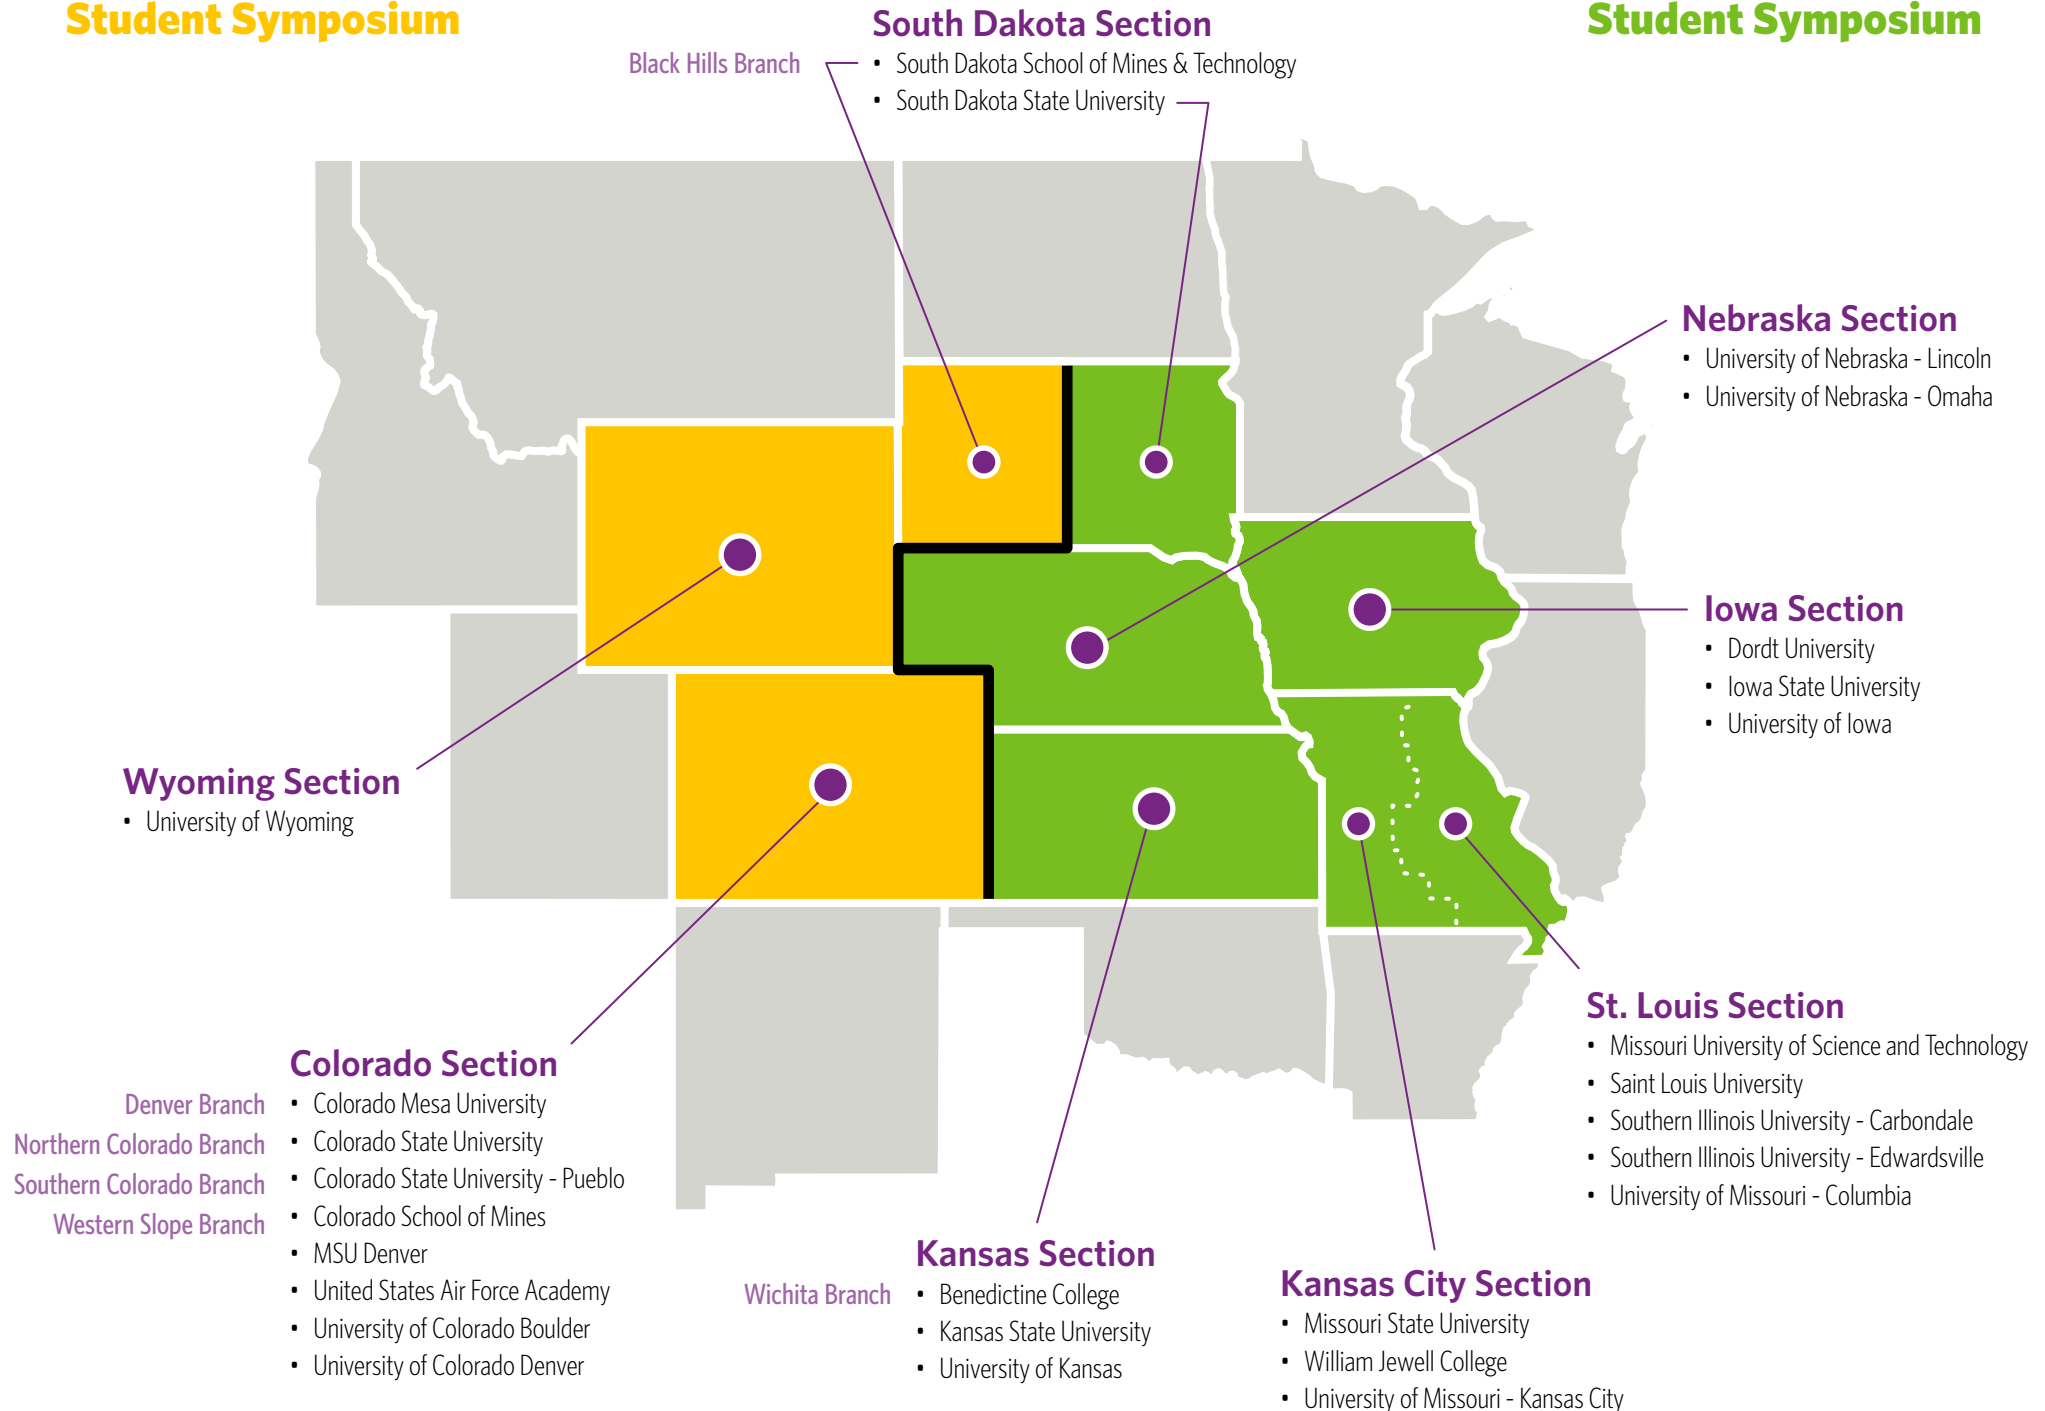 Student Symposium
Student Symposium
South Dakota Section
Black Hills Branch
• South Dakota School of Mines & Technology
• South Dakota State University
Nebraska Section
• University of Nebraska - Lincoln
• University of Nebraska - Omaha
Iowa Section
• Dordt University
• Iowa State University
• University of Iowa
Wyoming Section
• University of Wyoming
St. Louis Section
• Missouri University of Science and Technology
• Saint Louis University
• Southern Illinois University - Carbondale
• Southern Illinois University - Edwardsville
• University of Missouri - Columbia
Colorado Section
Denver Branch
Northern Colorado Branch
Southern Colorado Branch
Western Slope Branch
• Colorado Mesa University
• Colorado State University
• Colorado State University - Pueblo
• Colorado School of Mines
• MSU Denver
• United States Air Force Academy
• University of Colorado Boulder
• University of Colorado Denver
Kansas Section
Wichita Branch
• Benedictine College
• Kansas State University
• University of Kansas
Kansas City Section
• Missouri State University
• William Jewell College
• University of Missouri - Kansas City